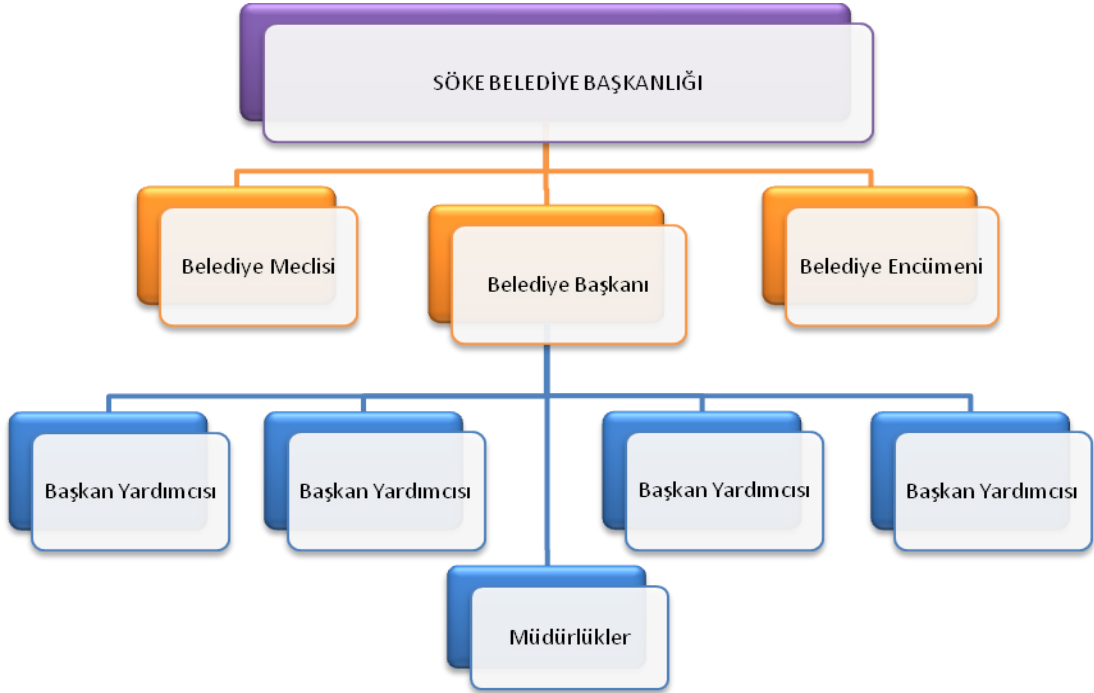 SÖKE BELEDİYE BAŞKANLIĞI
Belediye Meclisi
Belediye Başkanı
Belediye Encümeni
Başkan Yardımcısı
Başkan Yardımcısı
Başkan Yardımcısı
Başkan Yardımcısı
Müdürlükler